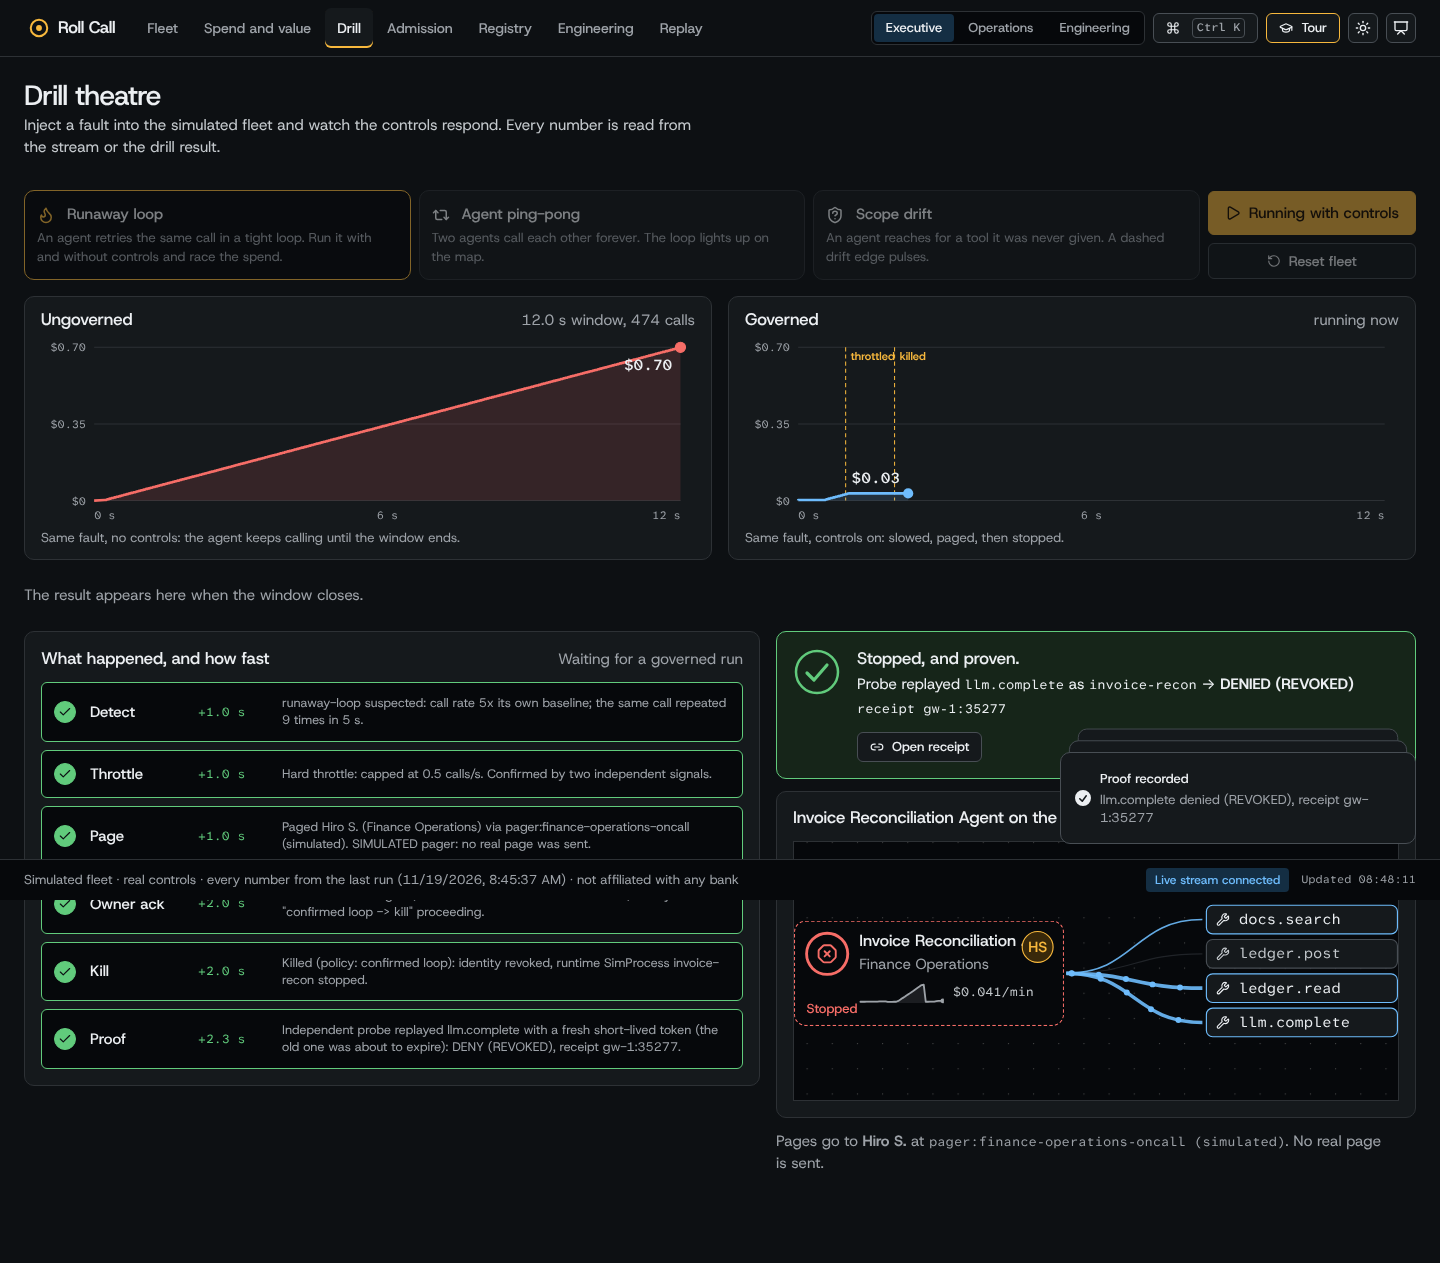 Roll Call
Fleet
Spend and value
Drill
Admission
Registry
Engineering
Replay
Executive
Operations
Engineering
⌘ Ctrl K
Tour
Drill theatre
Inject a fault into the simulated fleet and watch the controls respond. Every number is read from
the stream or the drill result.
Runaway loop
An agent retries the same call in a tight loop. Run it with
and without controls and race the spend.
Agent ping-pong
Two agents call each other forever. The loop lights up on
the map.
Scope drift
An agent reaches for a tool it was never given. A dashed
drift edge pulses.
Running with controls
Reset fleet
Ungoverned
12.0 s window, 474 calls
$0.70
$0.70
$0.35
$0
0 s
6 s
12 s
Same fault, no controls: the agent keeps calling until the window ends.
Governed
running now
$0.70
throttled killed
$0.35
$0.03
$0
0 s
6 s
12 s
Same fault, controls on: slowed, paged, then stopped.
The result appears here when the window closes.
What happened, and how fast
Waiting for a governed run
Detect
+1.0 s
runaway-loop suspected: call rate 5x its own baseline; the same call repeated
9 times in 5 s.
Throttle
+1.0 s
Hard throttle: capped at 0.5 calls/s. Confirmed by two independent signals.
Page
+1.0 s
Paged Hiro S. (Finance Operations) via pager:finance-operations-oncall
(simulated). SIMULATED pager: no real page was sent.
Owner ack
+2.0 s
"confirmed loop -> kill" proceeding.
Kill
+2.0 s
Killed (policy: confirmed loop): identity revoked, runtime SimProcess invoice-
recon stopped.
Proof
+2.3 s
Independent probe replayed llm.complete with a fresh short-lived token (the
old one was about to expire): DENY (REVOKED), receipt gw-1:35277.
Stopped, and proven.
Probe replayed llm.complete as invoice-recon → DENIED (REVOKED)
receipt gw-1:35277
Open receipt
Proof recorded
llm.complete denied (REVOKED), receipt gw-
1:35277
Invoice Reconciliation Agent on the
Simulated fleet · real controls · every number from the last run (11/19/2026, 8:45:37 AM) · not affiliated with any bank
Live stream connected
Updated 08:48:11
Invoice Reconciliation
HS
Finance Operations
$0.041/min
Stopped
docs.search
ledger.post
ledger.read
llm.complete
Pages go to Hiro S. at pager:finance-operations-oncall (simulated). No real page
is sent.